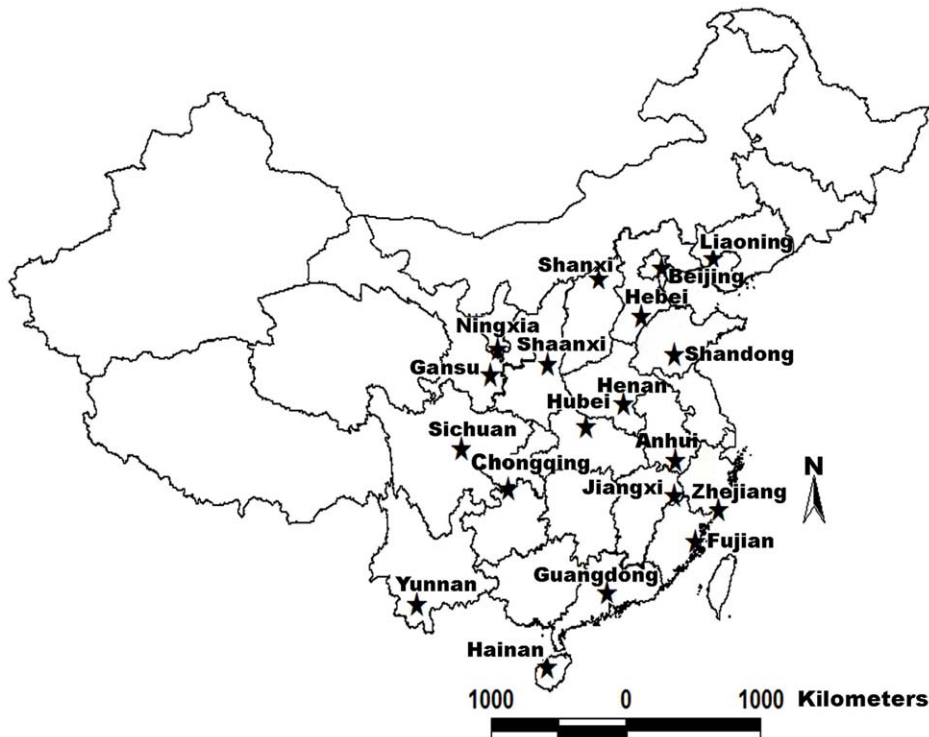 Liaoning
Shanxi
Beijing
Hebei
Ningxia
Shaanxi
Shandong
Gansu
Henan
Hubei
Sichuan
Anhui
Chongqing
N
Jiangxi
Zhejiang
Fujian
Guangdong
Yunnan
Hainan
1000 0 1000 Kilometers